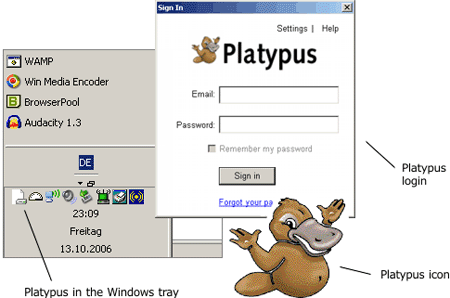 Sign In
Settings | Help
Platypus
Email:
Password:
Remember my password
Sign in
Forgot your
WAMP
Win Media Encoder
BrowserPool
Audacity 1.3
DE
23:09
Freitag
13.10.2006
Platypus
login
Platypus icon
Platypus in the Windows tray